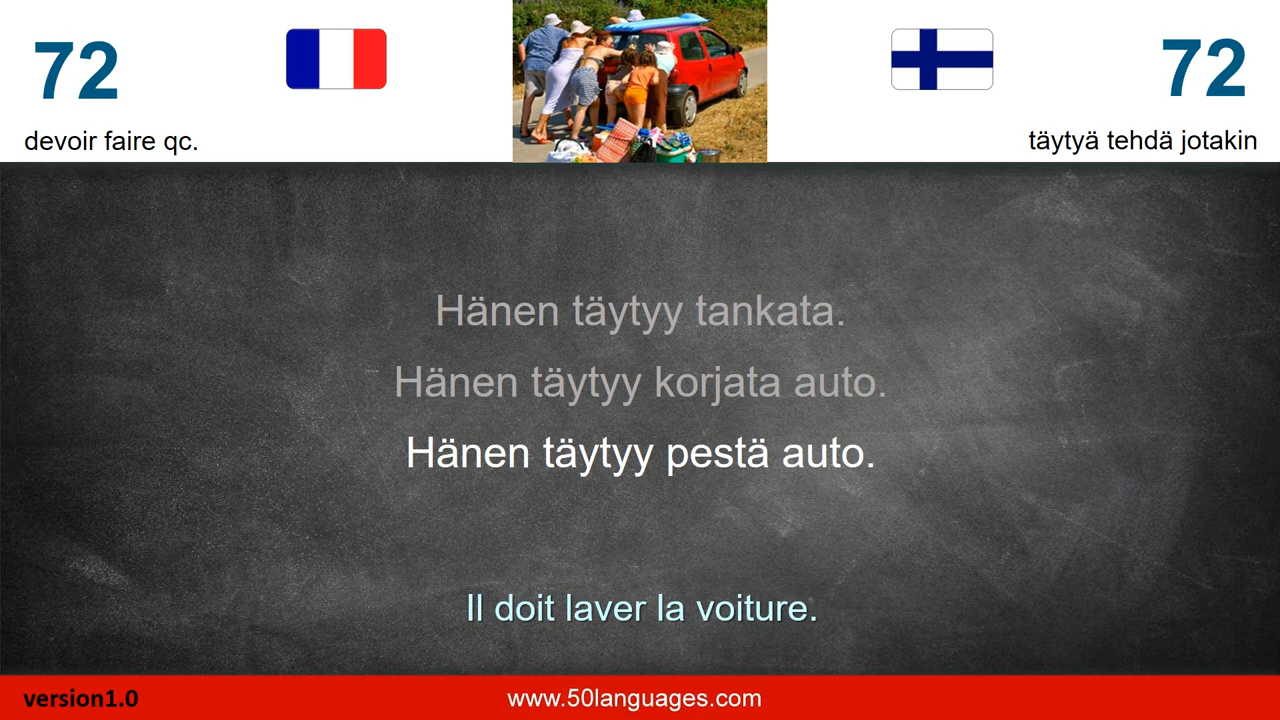 72
72
devoir faire qc.
täytyä tehdä jotakin
Hänen täytyy tankata.
Hänen täytyy korjata auto.
Hänen täytyy pestä auto.
Il doit laver la voiture.
version1.0
www.50languages.com